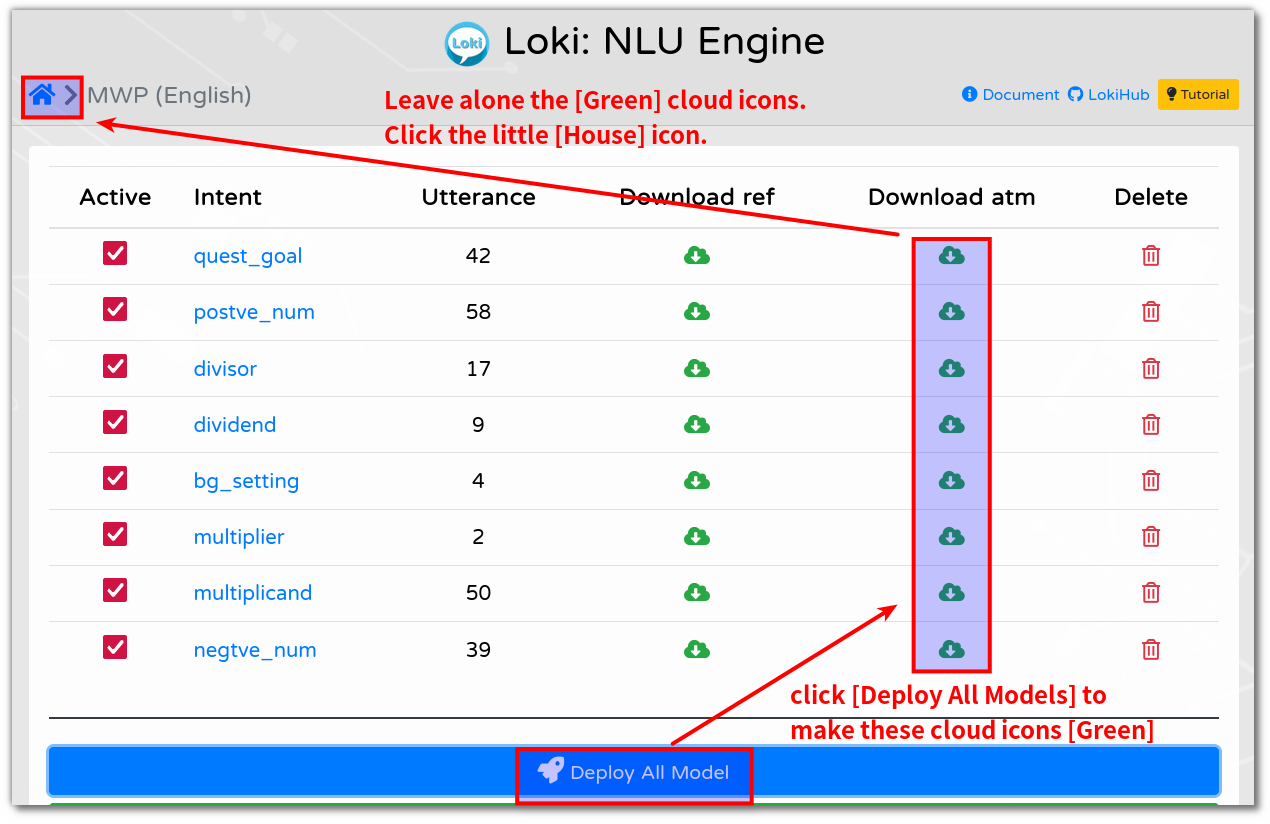 Loki Loki: NLU Engine
MWP (English)
Document LokiHub Tutorial
Leave alone the [Green] cloud icons.
Click the little [House] icon.
Active Intent Utterance Download ref Download atm Delete
quest_goal 42
postve_num 58
divisor 17
dividend 9
bg_setting 4
multiplier 2
multiplicand 50
negtve_num 39
click [Deploy All Models] to
make these cloud icons [Green]
Deploy All Model